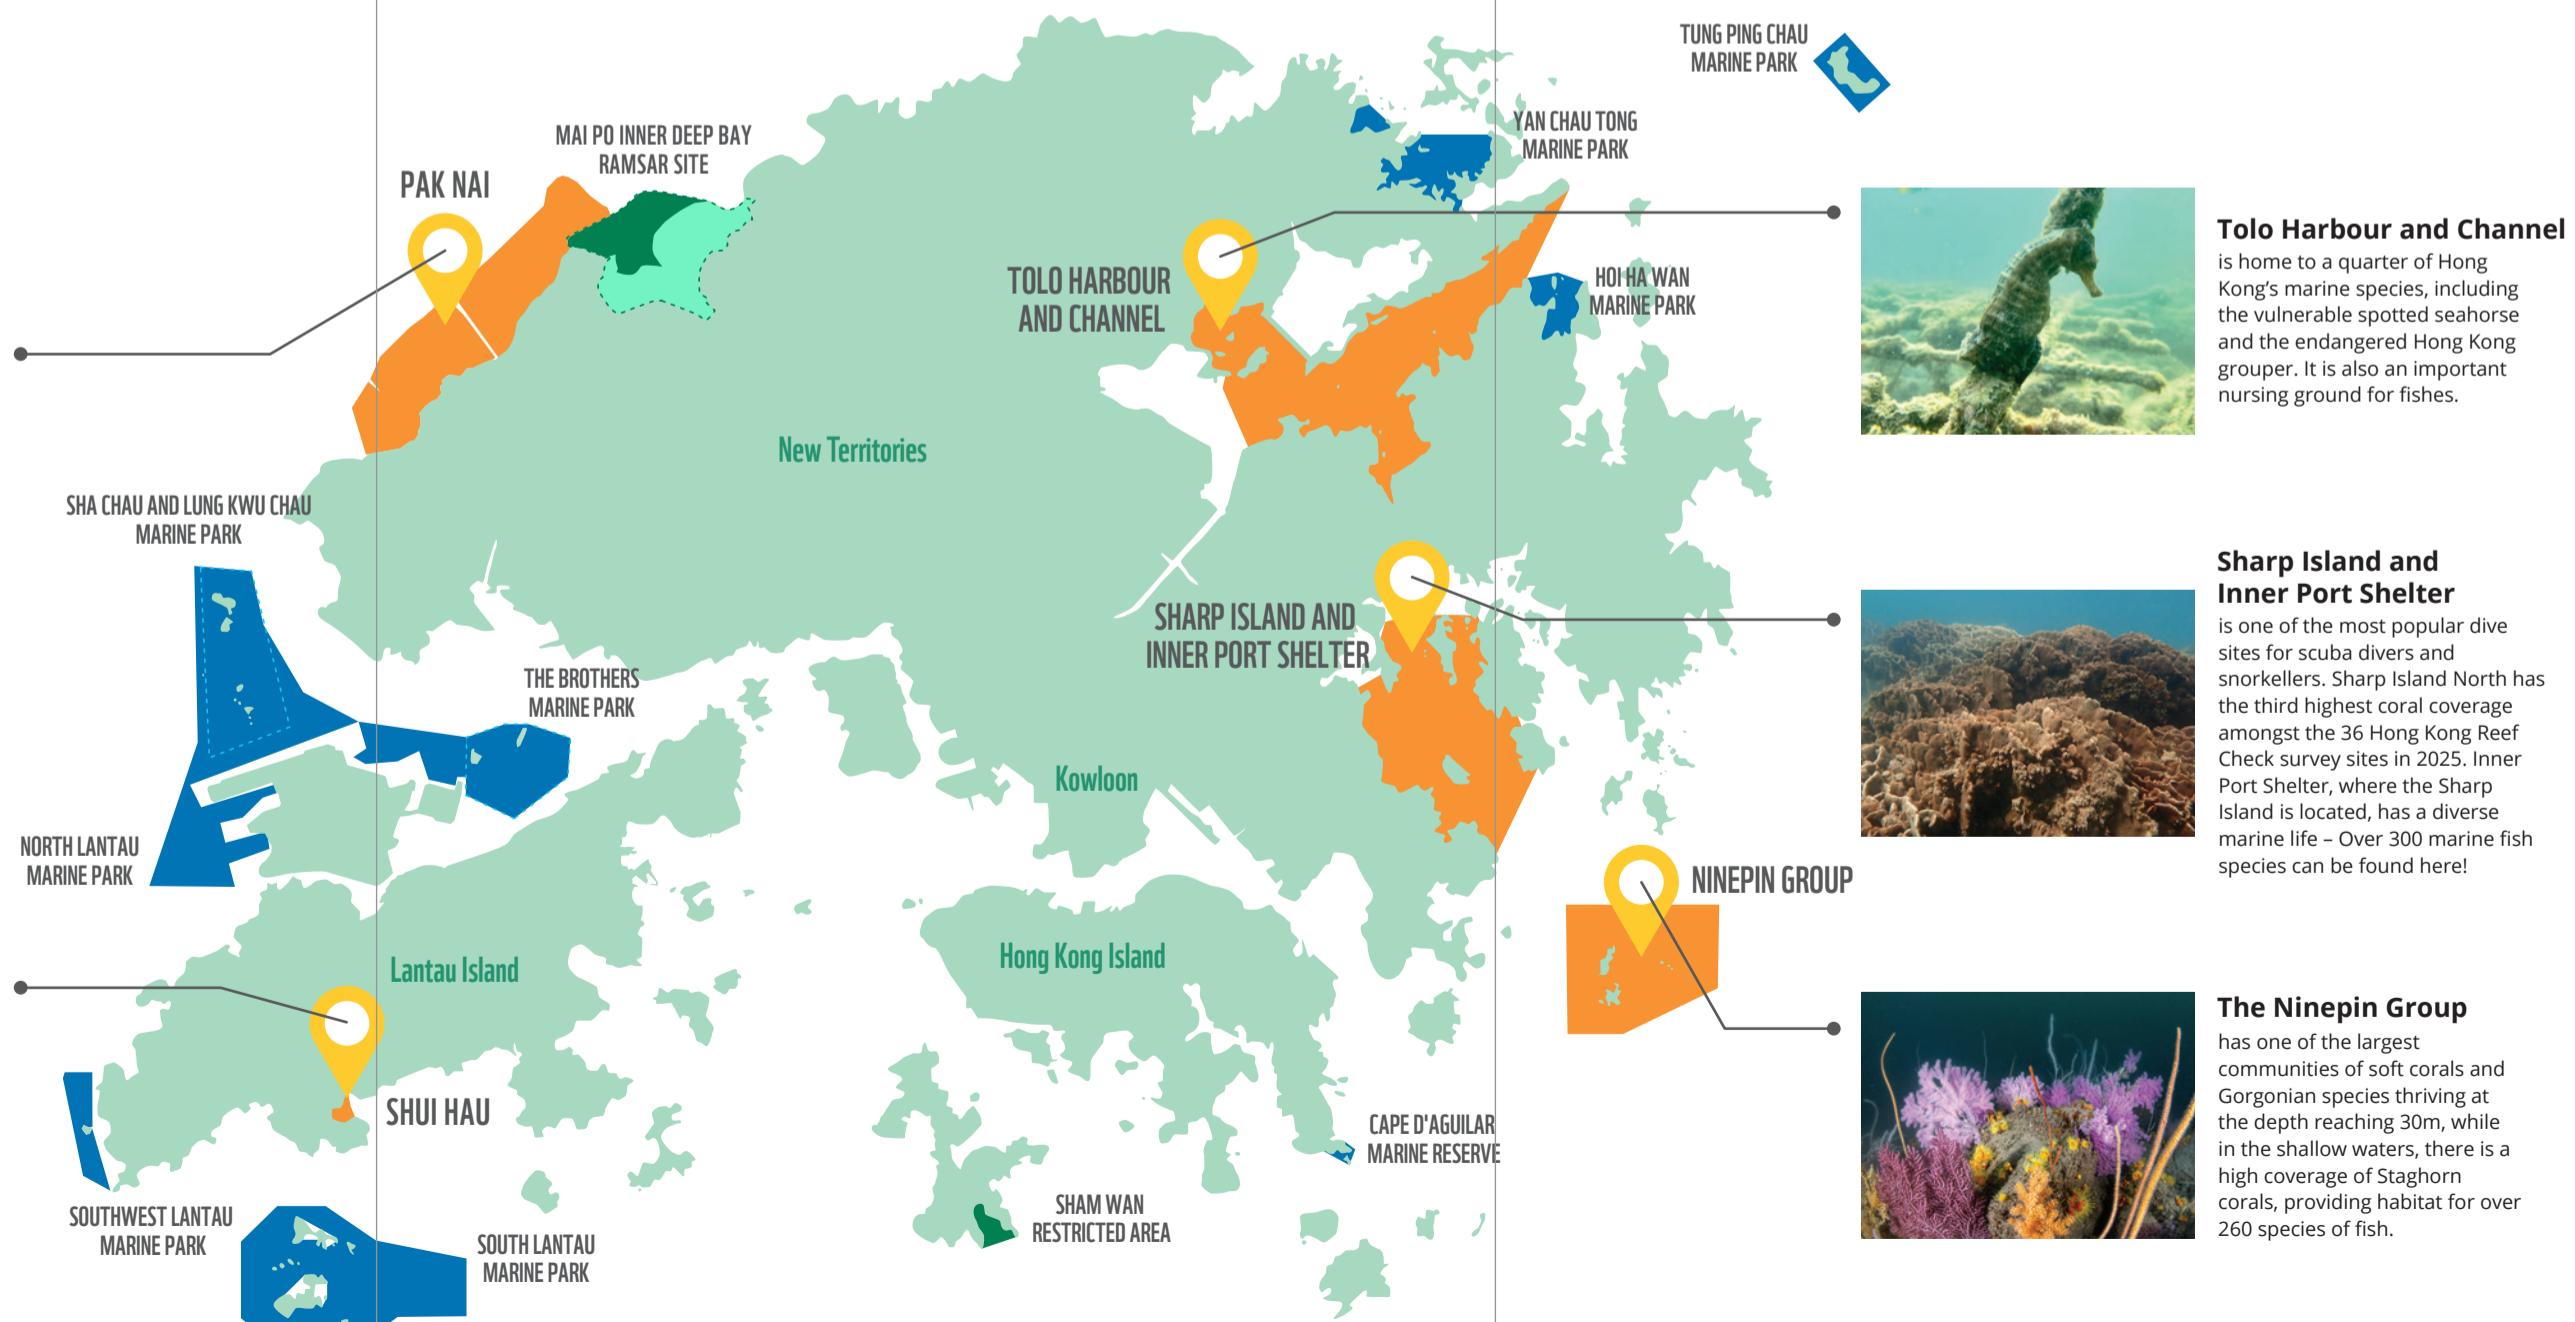 TUNG PING CHAU
MARINE PARK
YAN CHAU TONG
MARINE PARK
MAI PO INNER DEEP BAY
RAMSAR SITE
PAK NAI
TOLO HARBOUR
AND CHANNEL
HOI HA WAN
MARINE PARK
New Territories
SHA CHAU AND LUNG KWU CHAU
MARINE PARK
SHARP ISLAND AND
INNER PORT SHELTER
THE BROTHERS
MARINE PARK
Kowloon
NORTH LANTAU
MARINE PARK
NINEPIN GROUP
Lantau Island
Hong Kong Island
SHUI HAU
CAPE D'AGUILAR
MARINE RESERVE
SOUTHWEST LANTAU
MARINE PARK
SOUTH LANTAU
MARINE PARK
SHAM WAN
RESTRICTED AREA
Tolo Harbour and Channel
is home to a quarter of Hong
Kong’s marine species, including
the vulnerable spotted seahorse
and the endangered Hong Kong
grouper. It is also an important
nursing ground for fishes.
Sharp Island and
Inner Port Shelter
is one of the most popular dive
sites for scuba divers and
snorkellers. Sharp Island North has
the third highest coral coverage
amongst the 36 Hong Kong Reef
Check survey sites in 2025. Inner
Port Shelter, where the Sharp
Island is located, has a diverse
marine life – Over 300 marine fish
species can be found here!
The Ninepin Group
has one of the largest
communities of soft corals and
Gorgonian species thriving at
the depth reaching 30m, while
in the shallow waters, there is a
high coverage of Staghorn
corals, providing habitat for over
260 species of fish.